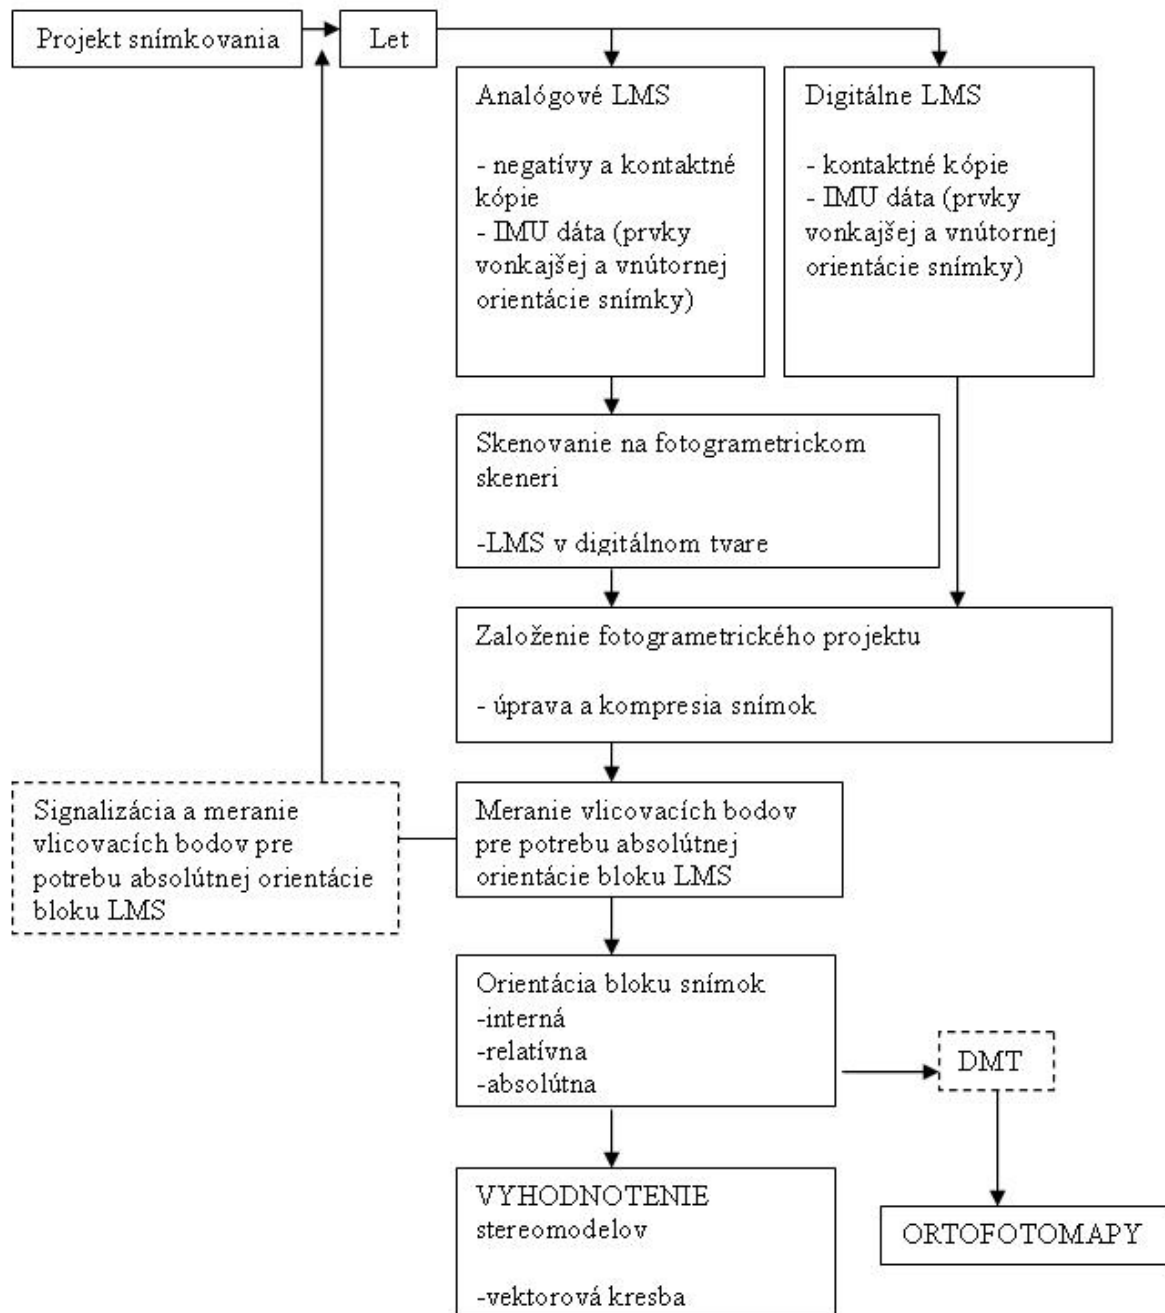 Projekt snímkovania
Let
Analógové LMS
- negatívy a kontaktné
kópie
- IMU dáta (prvky
vonkajšej a vnútornej
orientácie snímky)
Digitálne LMS
- kontaktné kópie
- IMU dáta (prvky
vonkajšej a vnútornej
orientácie snímky)
Skenovanie na fotogrametrickom
skeneri
-LMS v digitálnom tvare
Založenie fotogrametrického projektu
- úprava a kompresia snímok
Signalizácia a meranie
vlicovacích bodov pre
potrebu absolútnej orientácie
bloku LMS
Meranie vlicovacích bodov
pre potrebu absolútnej
orientácie bloku LMS
Orientácia bloku snímok
-interná
-relatívna
-absolútna
DMT
VYHODNOTENIE
stereomodelov
-vektorová kresba
ORTOFOTOMAPY